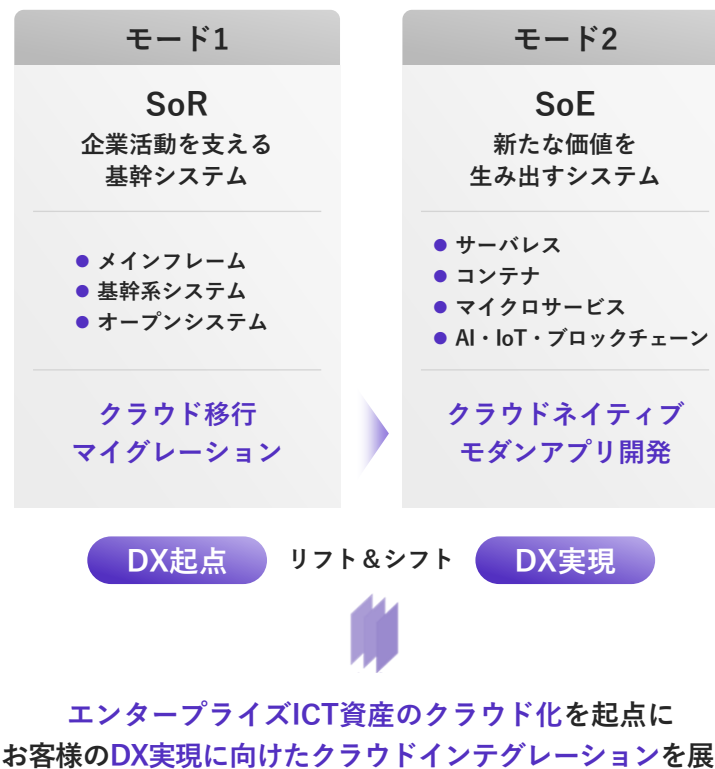 モード1
SoR
企業活動を支える
基幹システム
メインフレーム
基幹系システム
オープンシステム
クラウド移行
マイグレーション
モード2
SoE
新たな価値を
生み出すシステム
サーバレス
コンテナ
マイクロサービス
AI・IoT・ブロックチェーン
クラウドネイティブ
モダンアプリ開発
DX起点 リフト＆シフト DX実現
エンタープライズICT資産のクラウド化を起点に
お客様のDX実現に向けたクラウドインテグレーションを展